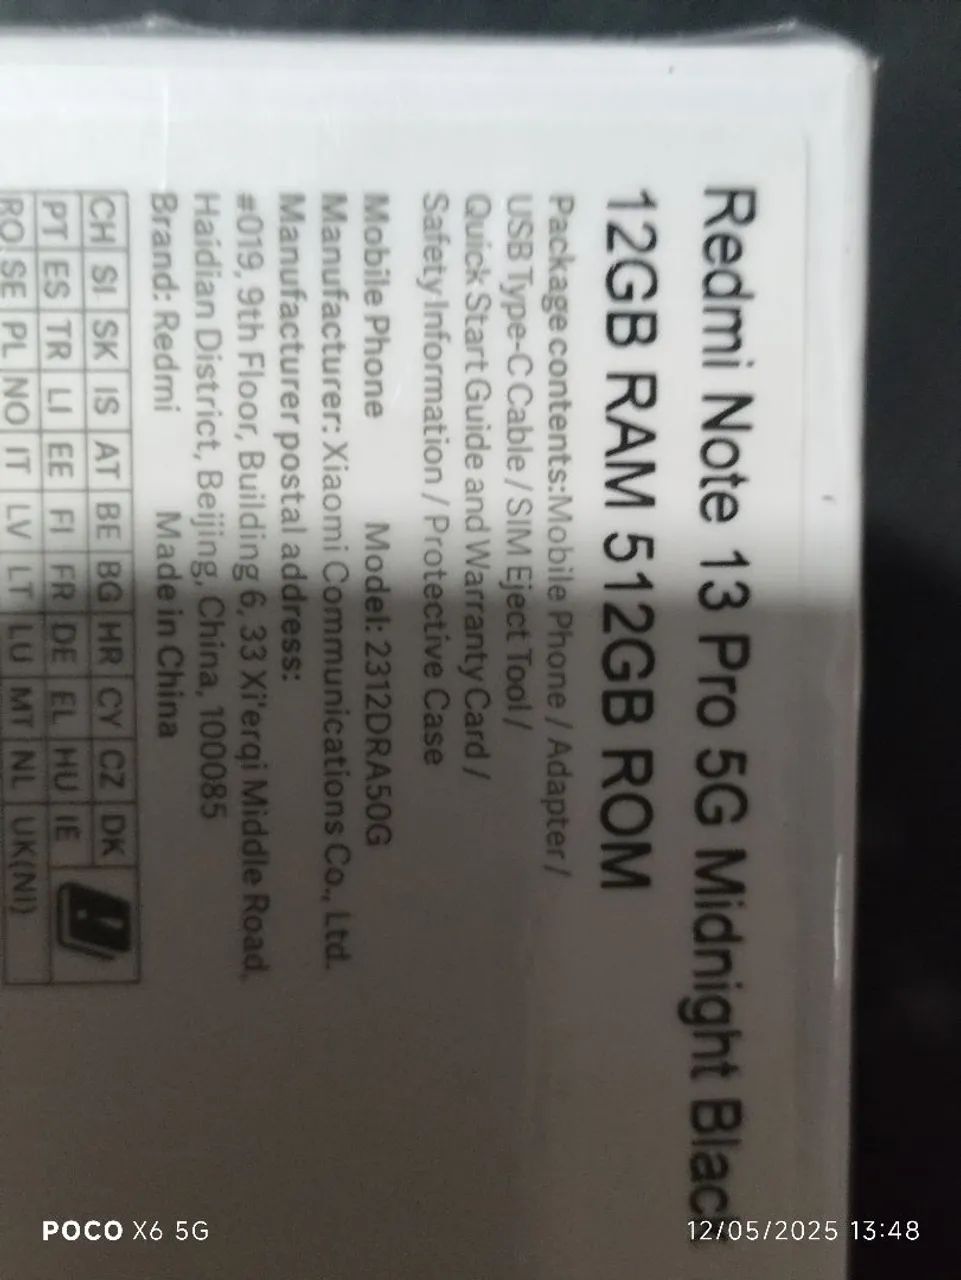 Redmi Note 13 Pro 5G Midnight Black
12GB RAM 512GB ROM
Package contents:Mobile Phone / Adapter /
USB Type-C Cable / SIM Eject Tool /
Quick Start Guide and Warranty Card /
Safety Information / Protective Case
Mobile Phone Model: 2312DRA50G
Manufacturer: Xiaomi Communications Co., Ltd.
Manufacturer postal address:
#019, 9th Floor, Building 6, 33 Xi'erqi Middle Road,
Haidian District, Beijing, China, 100085
Brand: Redmi Made in China
CH SI SK IS AT BE BG HR CY CZ DK
PT ES TR LI EE FI FR DE EL HU IE
RO SE PL NO IT LV LT LU MT NL UK(NI)
POCO X6 5G
12/05/2025 13:48